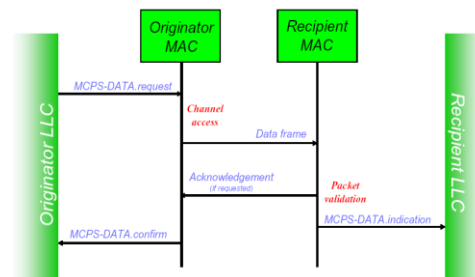 Originator
MAC
Recipient
MAC
MCPS-DATA.request
Channel
access
Data frame
Originator LLC
Recipient LLC
Acknowledgement
(if requested)
Packet
validation
MCPS-DATA.indication
MCPS-DATA.confirm